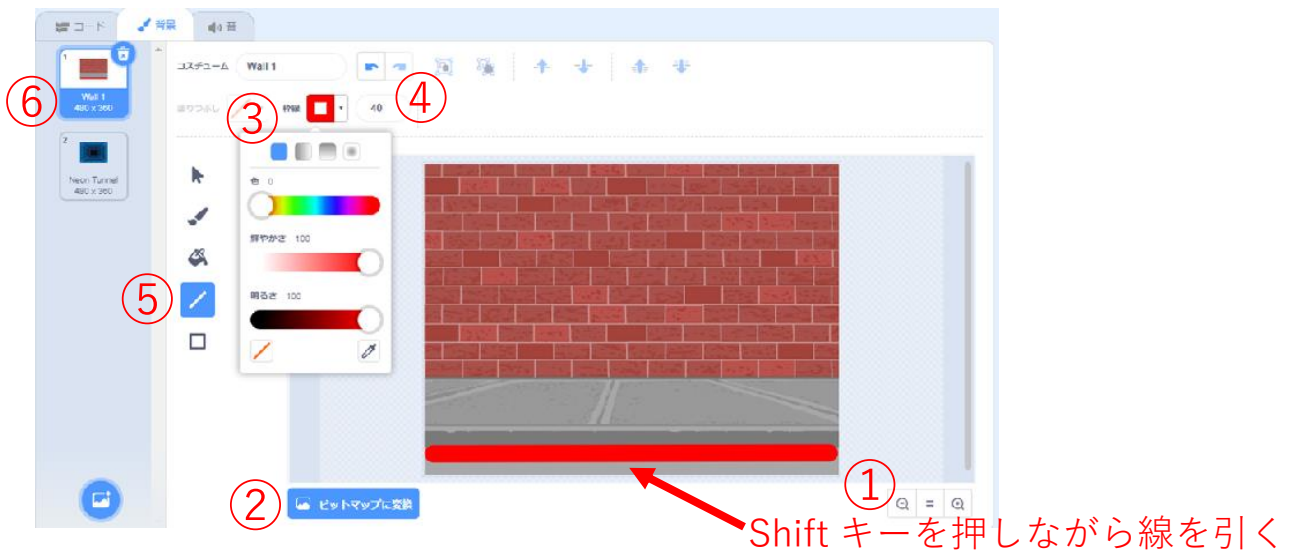 コード 背景 音
1
Wall 1
480 x 360
2
Neon Tunnel
480 x 360
⑥
コスチューム Wall 1
塗りつぶし ③ 枠線 40 ④
色 0
鮮やかさ 100
明るさ 100
⑤
② ビットマップに変換
①
Shift キーを押しながら線を引く